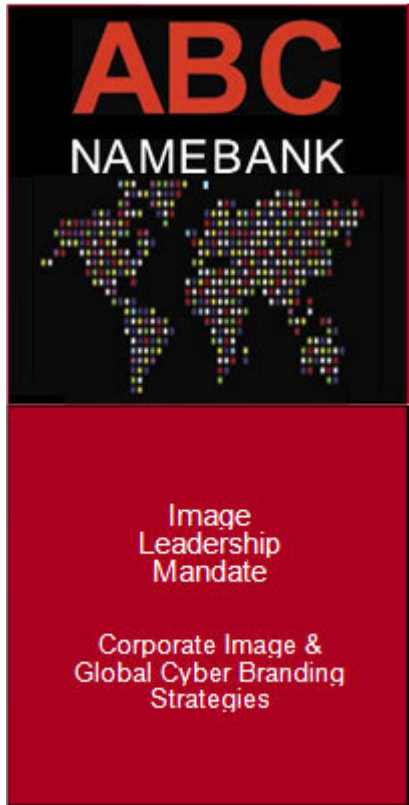 ABC
NAMEBANK
Image
Leadership
Mandate
Corporate Image &
Global Cyber Branding
Strategies